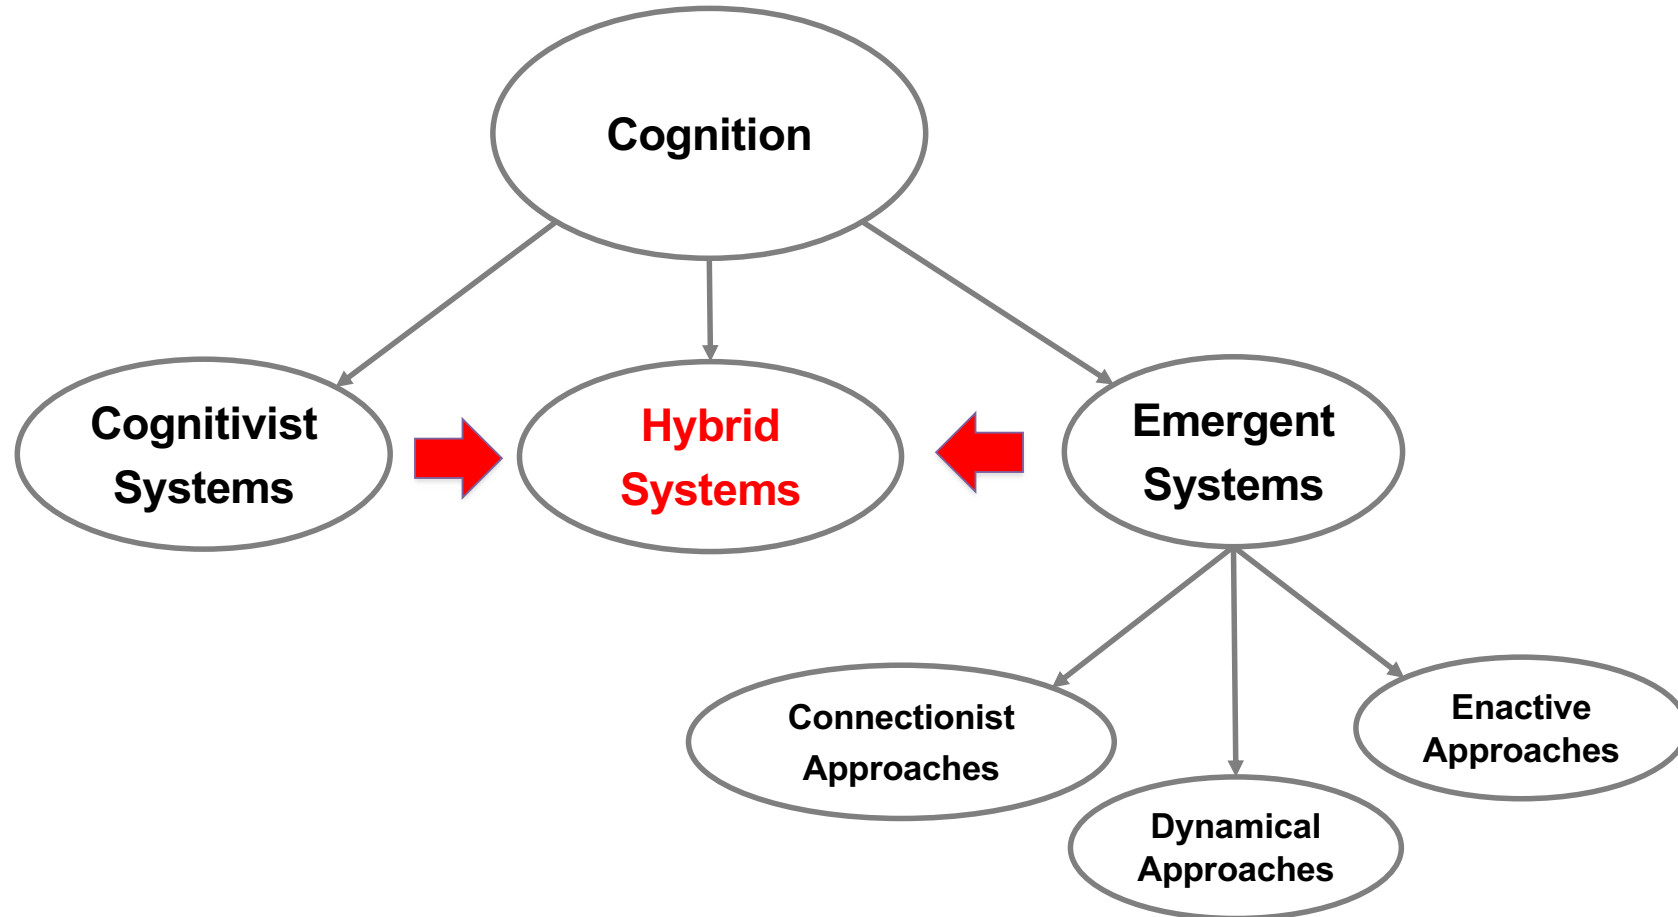 Cognition
Cognitivist
Systems
Hybrid
Systems
Emergent
Systems
Connectionist
Approaches
Dynamical
Approaches
Enactive
Approaches